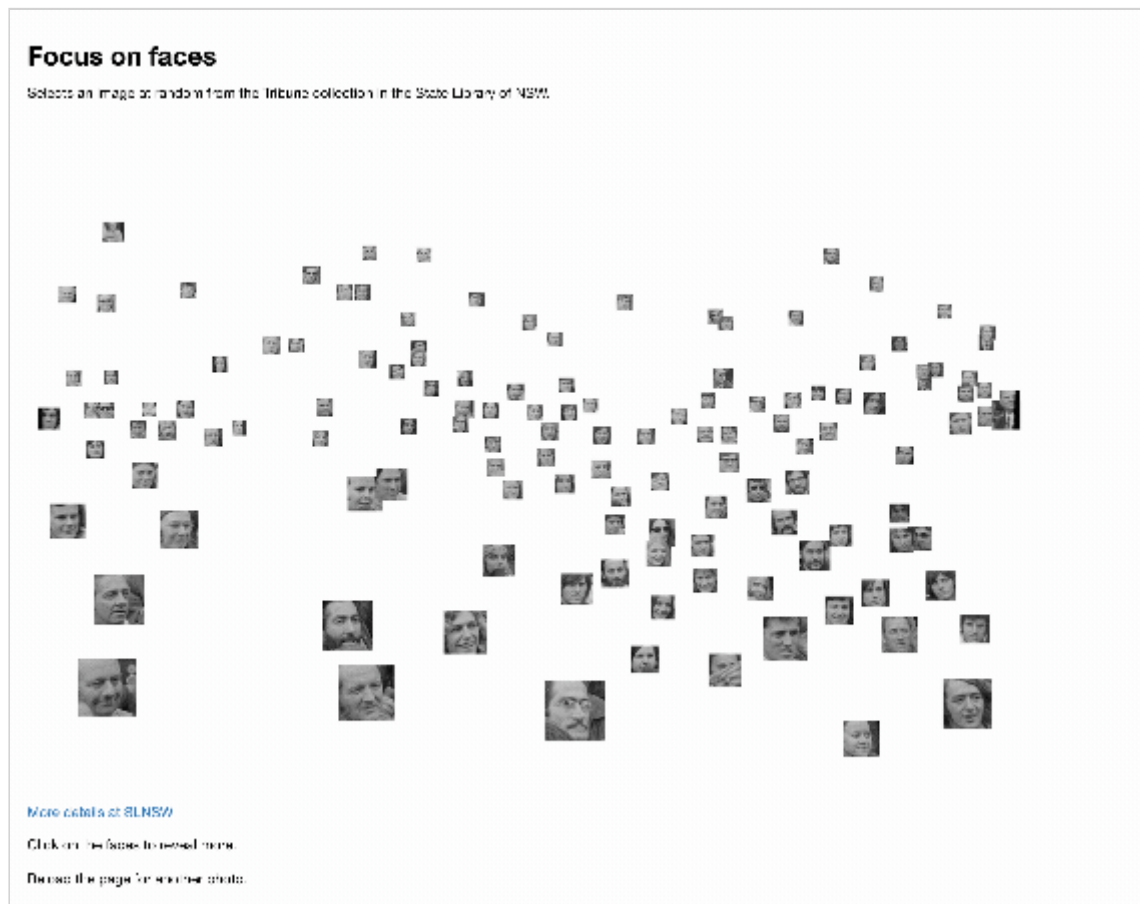 Focus on faces
Selects an image at random from the Tribune collection in the State Library of NSW.
More details at SLNSW
Click on the faces to reveal more.
Reload the page for another photo.